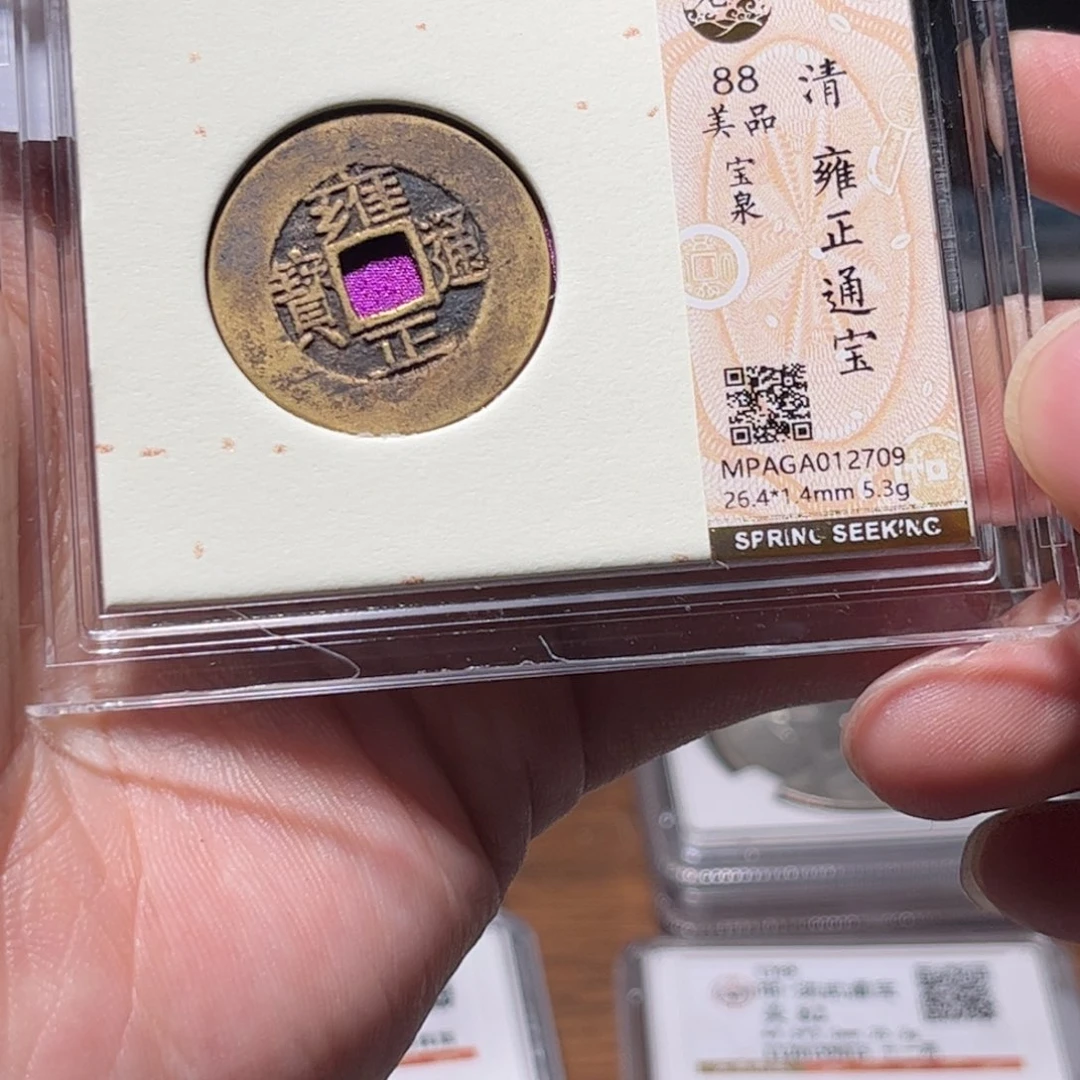 雍正通寶
88
美品
宝泉
清 雍正通宝
MPAGA012709
26.4*1.4mm 5.3g
SPRING SEEKING